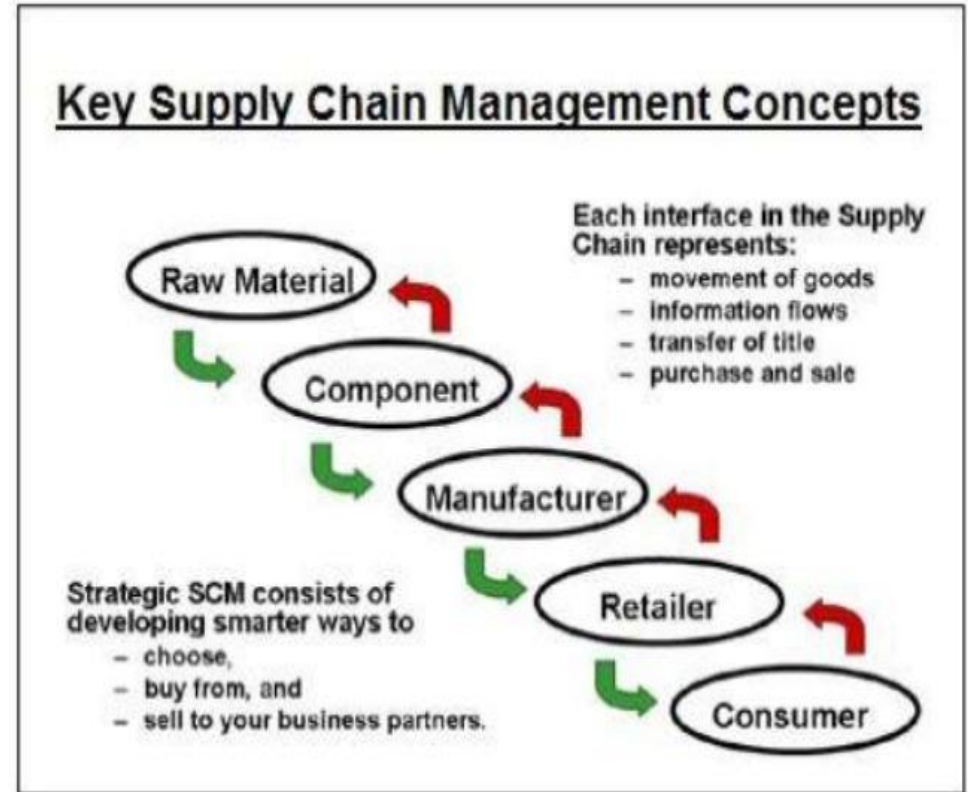 Key Supply Chain Management Concepts
Each interface in the Supply
Chain represents:
– movement of goods
– information flows
– transfer of title
– purchase and sale
Raw Material
Component
Manufacturer
Retailer
Consumer
Strategic SCM consists of
developing smarter ways to
– choose,
– buy from, and
– sell to your business partners.